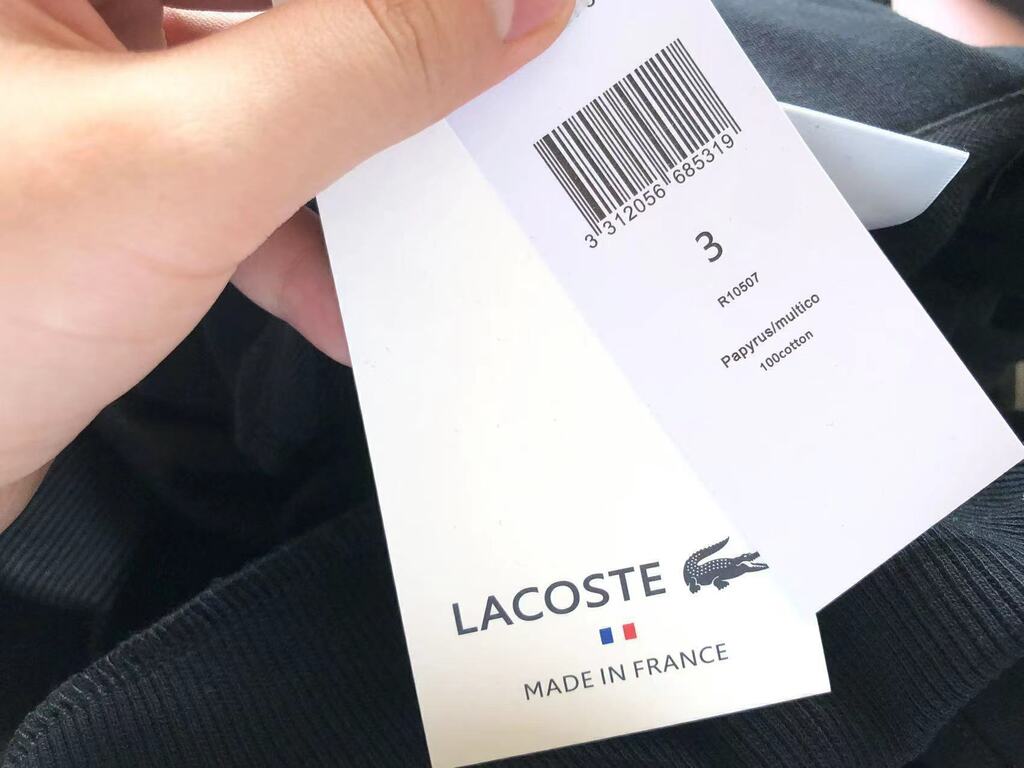 3 312056 685319
3
R10507
Papyrus/multico
100cotton
LACOSTE
MADE IN FRANCE